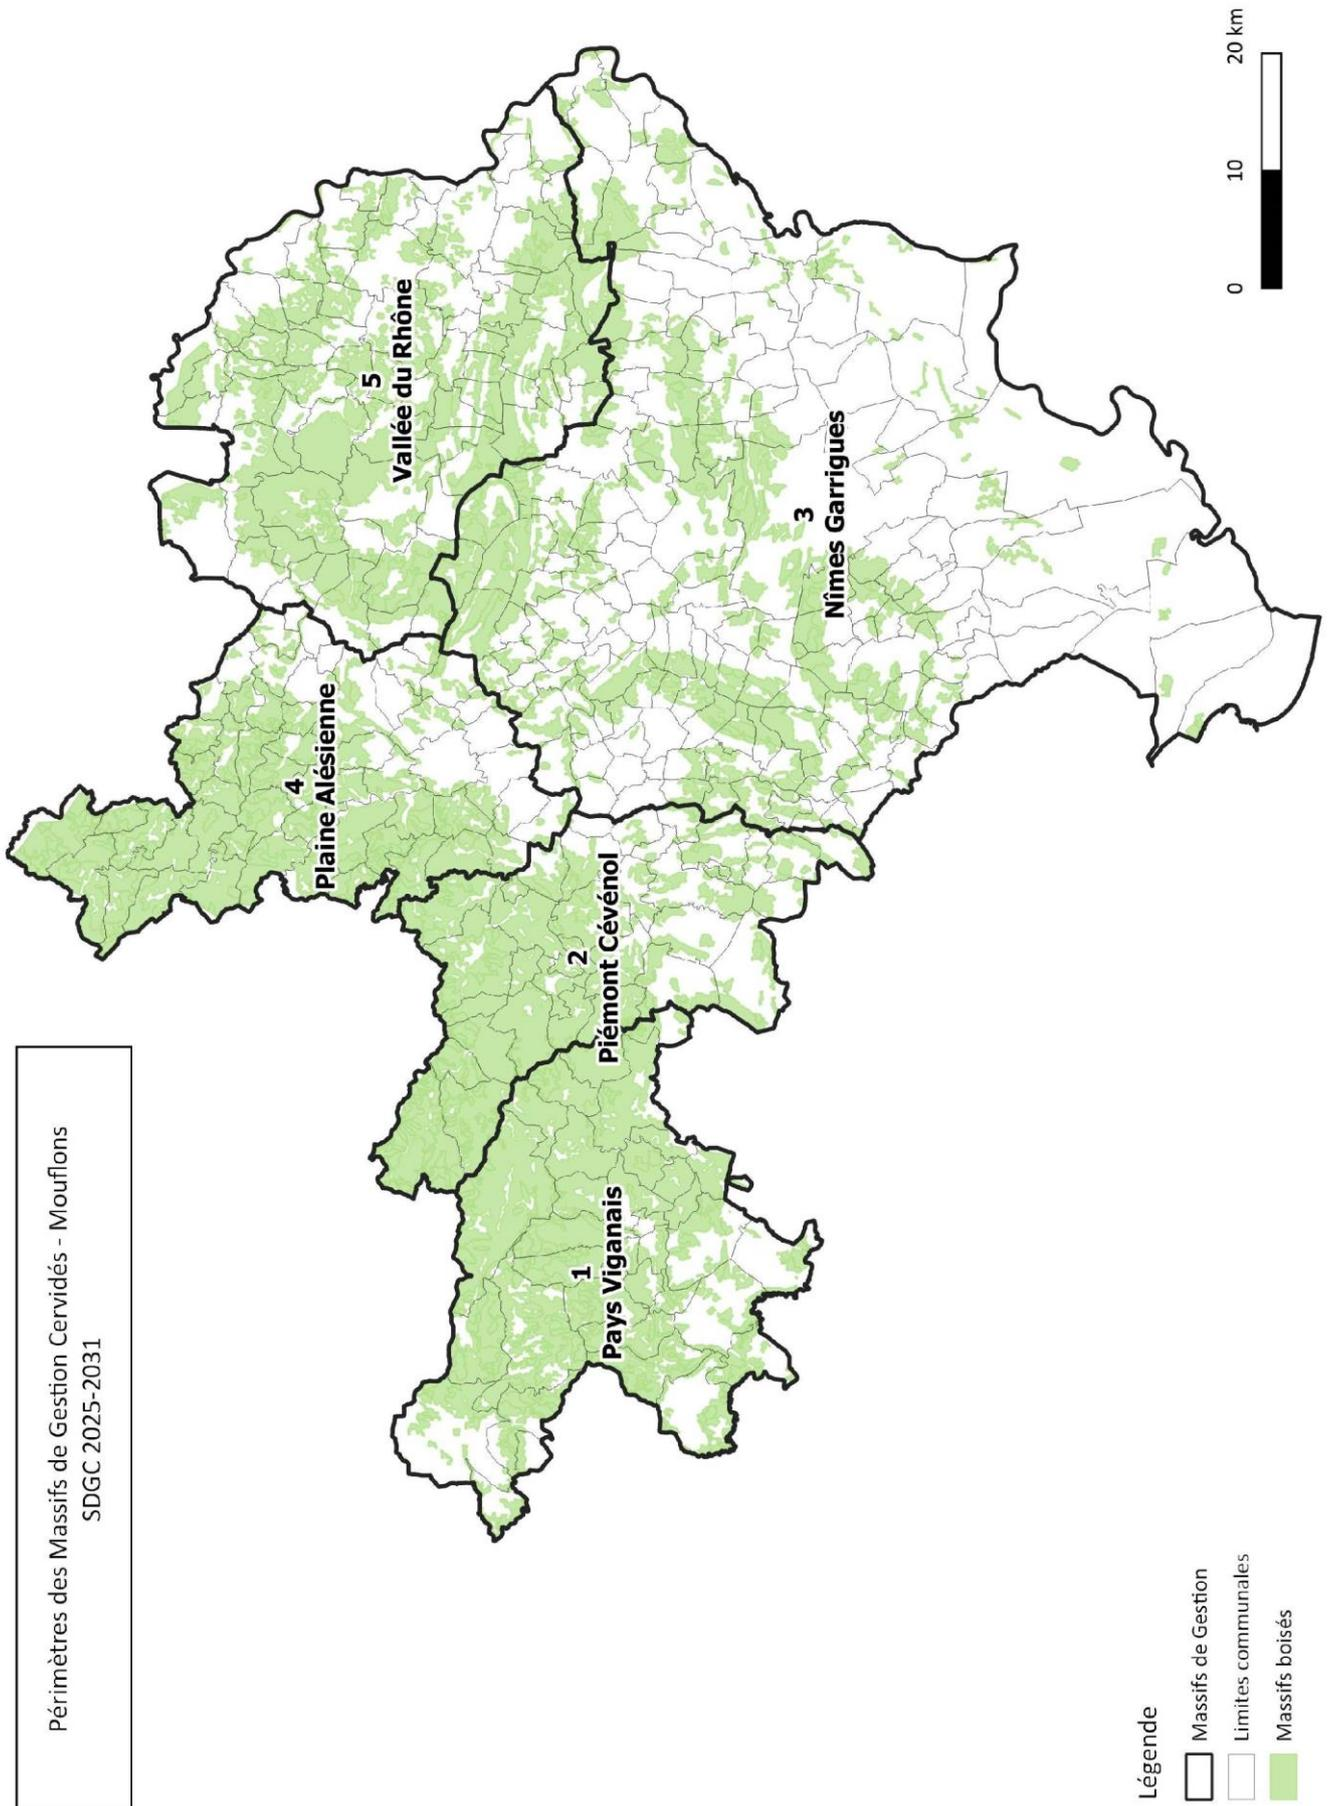 Périmètres des Massifs de Gestion Cervidés - Mouflons
SDGC 2025-2031
4
Plaine Alésienne
5
Vallée du Rhône
2
Piémont Cévénol
1
Pays Viganais
3
Nîmes Garrigues
Légende
Massifs de Gestion
Limites communales
Massifs boisés
0 10 20 km